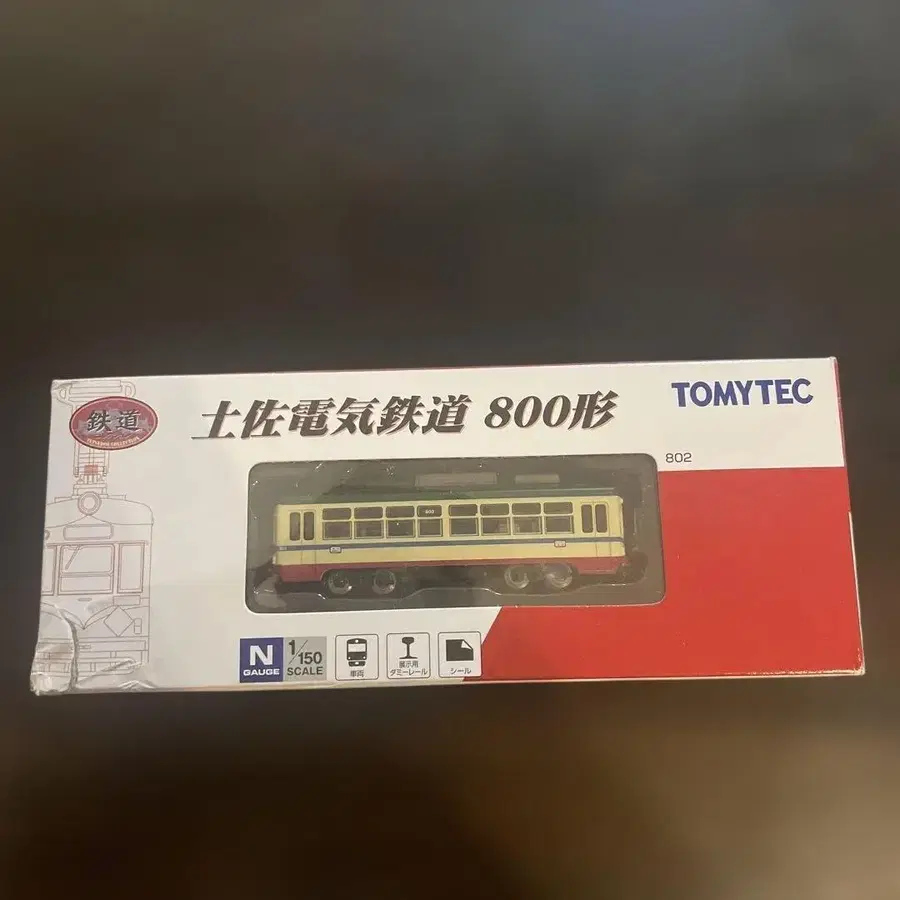 鉄道
土佐電気鉄道 800形
TOMYTEC
802
802
N
GAUGE
1/150
SCALE
車両
展示用
ダミーレール
シール